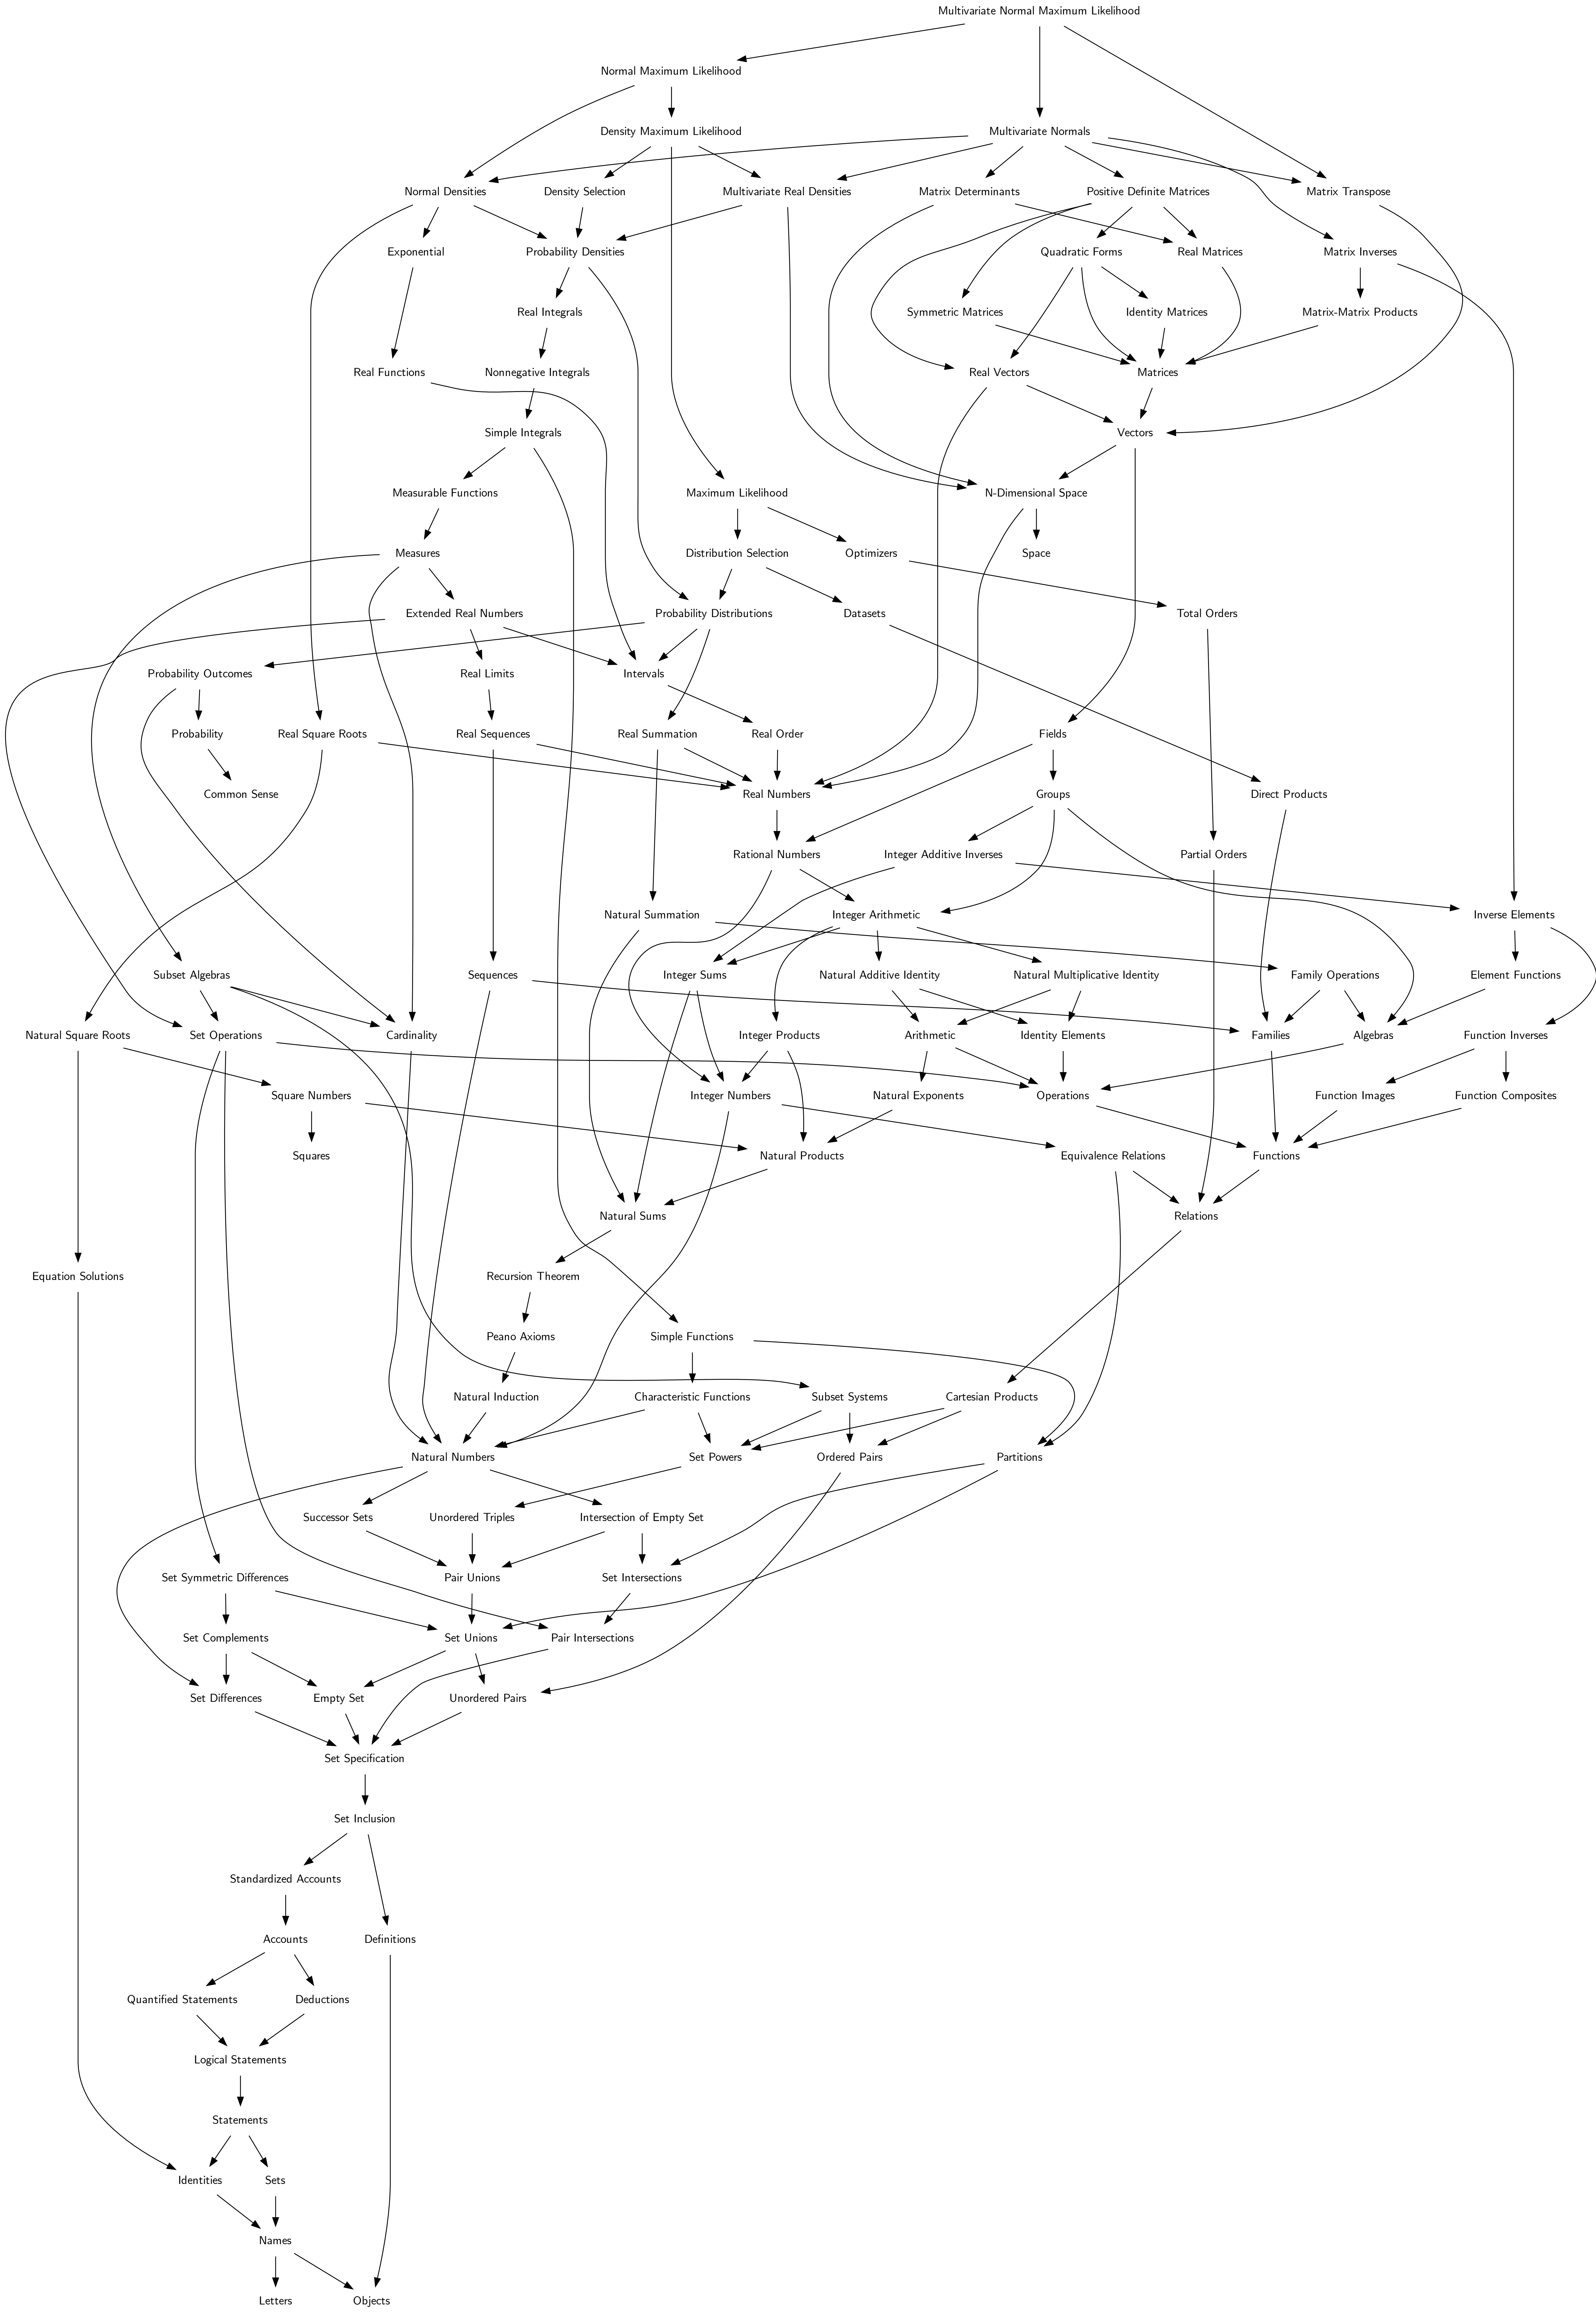 Multivariate Normal Maximum Likelihood
Normal Maximum Likelihood
Density Maximum Likelihood
Multivariate Normals
Normal Densities
Density Selection
Multivariate Real Densities
Matrix Determinants
Positive Definite Matrices
Matrix Transpose
Exponential
Probability Densities
Quadratic Forms
Real Matrices
Matrix Inverses
Real Integrals
Symmetric Matrices
Identity Matrices
Matrix-Matrix Products
Real Functions
Nonnegative Integrals
Real Vectors
Matrices
Simple Integrals
Vectors
Measurable Functions
Maximum Likelihood
N-Dimensional Space
Measures
Distribution Selection
Optimizers
Space
Extended Real Numbers
Probability Distributions
Datasets
Total Orders
Probability Outcomes
Real Limits
Intervals
Probability
Real Square Roots
Real Sequences
Real Summation
Real Order
Fields
Common Sense
Real Numbers
Groups
Direct Products
Rational Numbers
Integer Additive Inverses
Partial Orders
Natural Summation
Integer Arithmetic
Inverse Elements
Subset Algebras
Sequences
Integer Sums
Natural Additive Identity
Natural Multiplicative Identity
Family Operations
Element Functions
Natural Square Roots
Set Operations
Cardinality
Integer Products
Arithmetic
Identity Elements
Families
Algebras
Function Inverses
Square Numbers
Integer Numbers
Natural Exponents
Operations
Function Images
Function Composites
Squares
Natural Products
Equivalence Relations
Functions
Natural Sums
Relations
Equation Solutions
Recursion Theorem
Peano Axioms
Simple Functions
Natural Induction
Characteristic Functions
Subset Systems
Cartesian Products
Natural Numbers
Set Powers
Ordered Pairs
Partitions
Successor Sets
Unordered Triples
Intersection of Empty Set
Set Symmetric Differences
Pair Unions
Set Intersections
Set Complements
Set Unions
Pair Intersections
Set Differences
Empty Set
Unordered Pairs
Set Specification
Set Inclusion
Standardized Accounts
Accounts
Definitions
Quantified Statements
Deductions
Logical Statements
Statements
Identities
Sets
Names
Letters
Objects